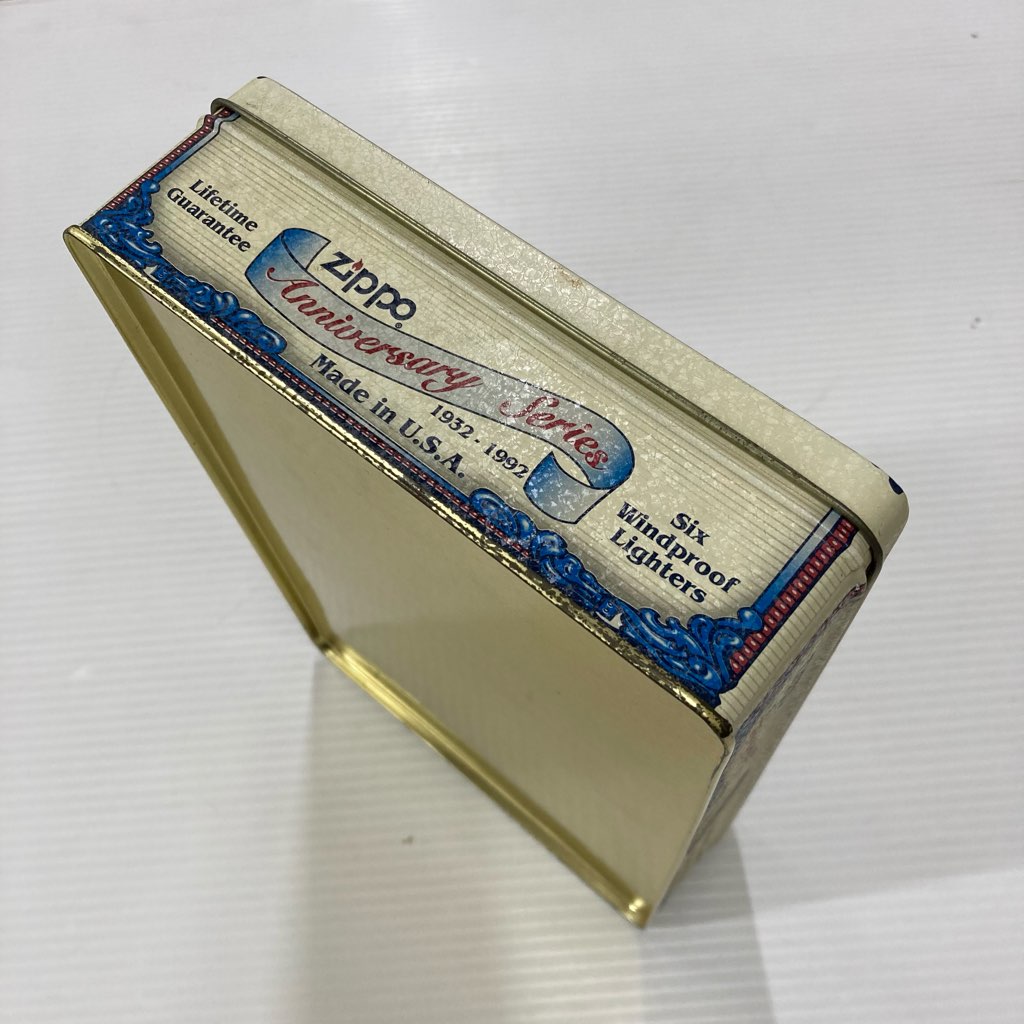 Lifetime
Guarantee
zippo®
Anniversary Series
1932 - 1992
Made in U.S.A.
Six
Windproof
Lighters